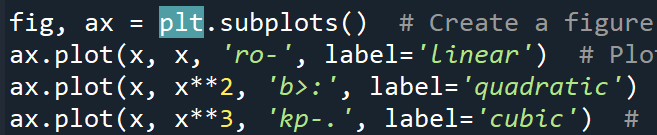 fig, ax = plt.subplots()  # Create a figure
ax.plot(x, x, 'ro-', label='linear')  # Plot
ax.plot(x, x**2, 'b>:', label='quadratic')
ax.plot(x, x**3, 'kp-.', label='cubic')  #